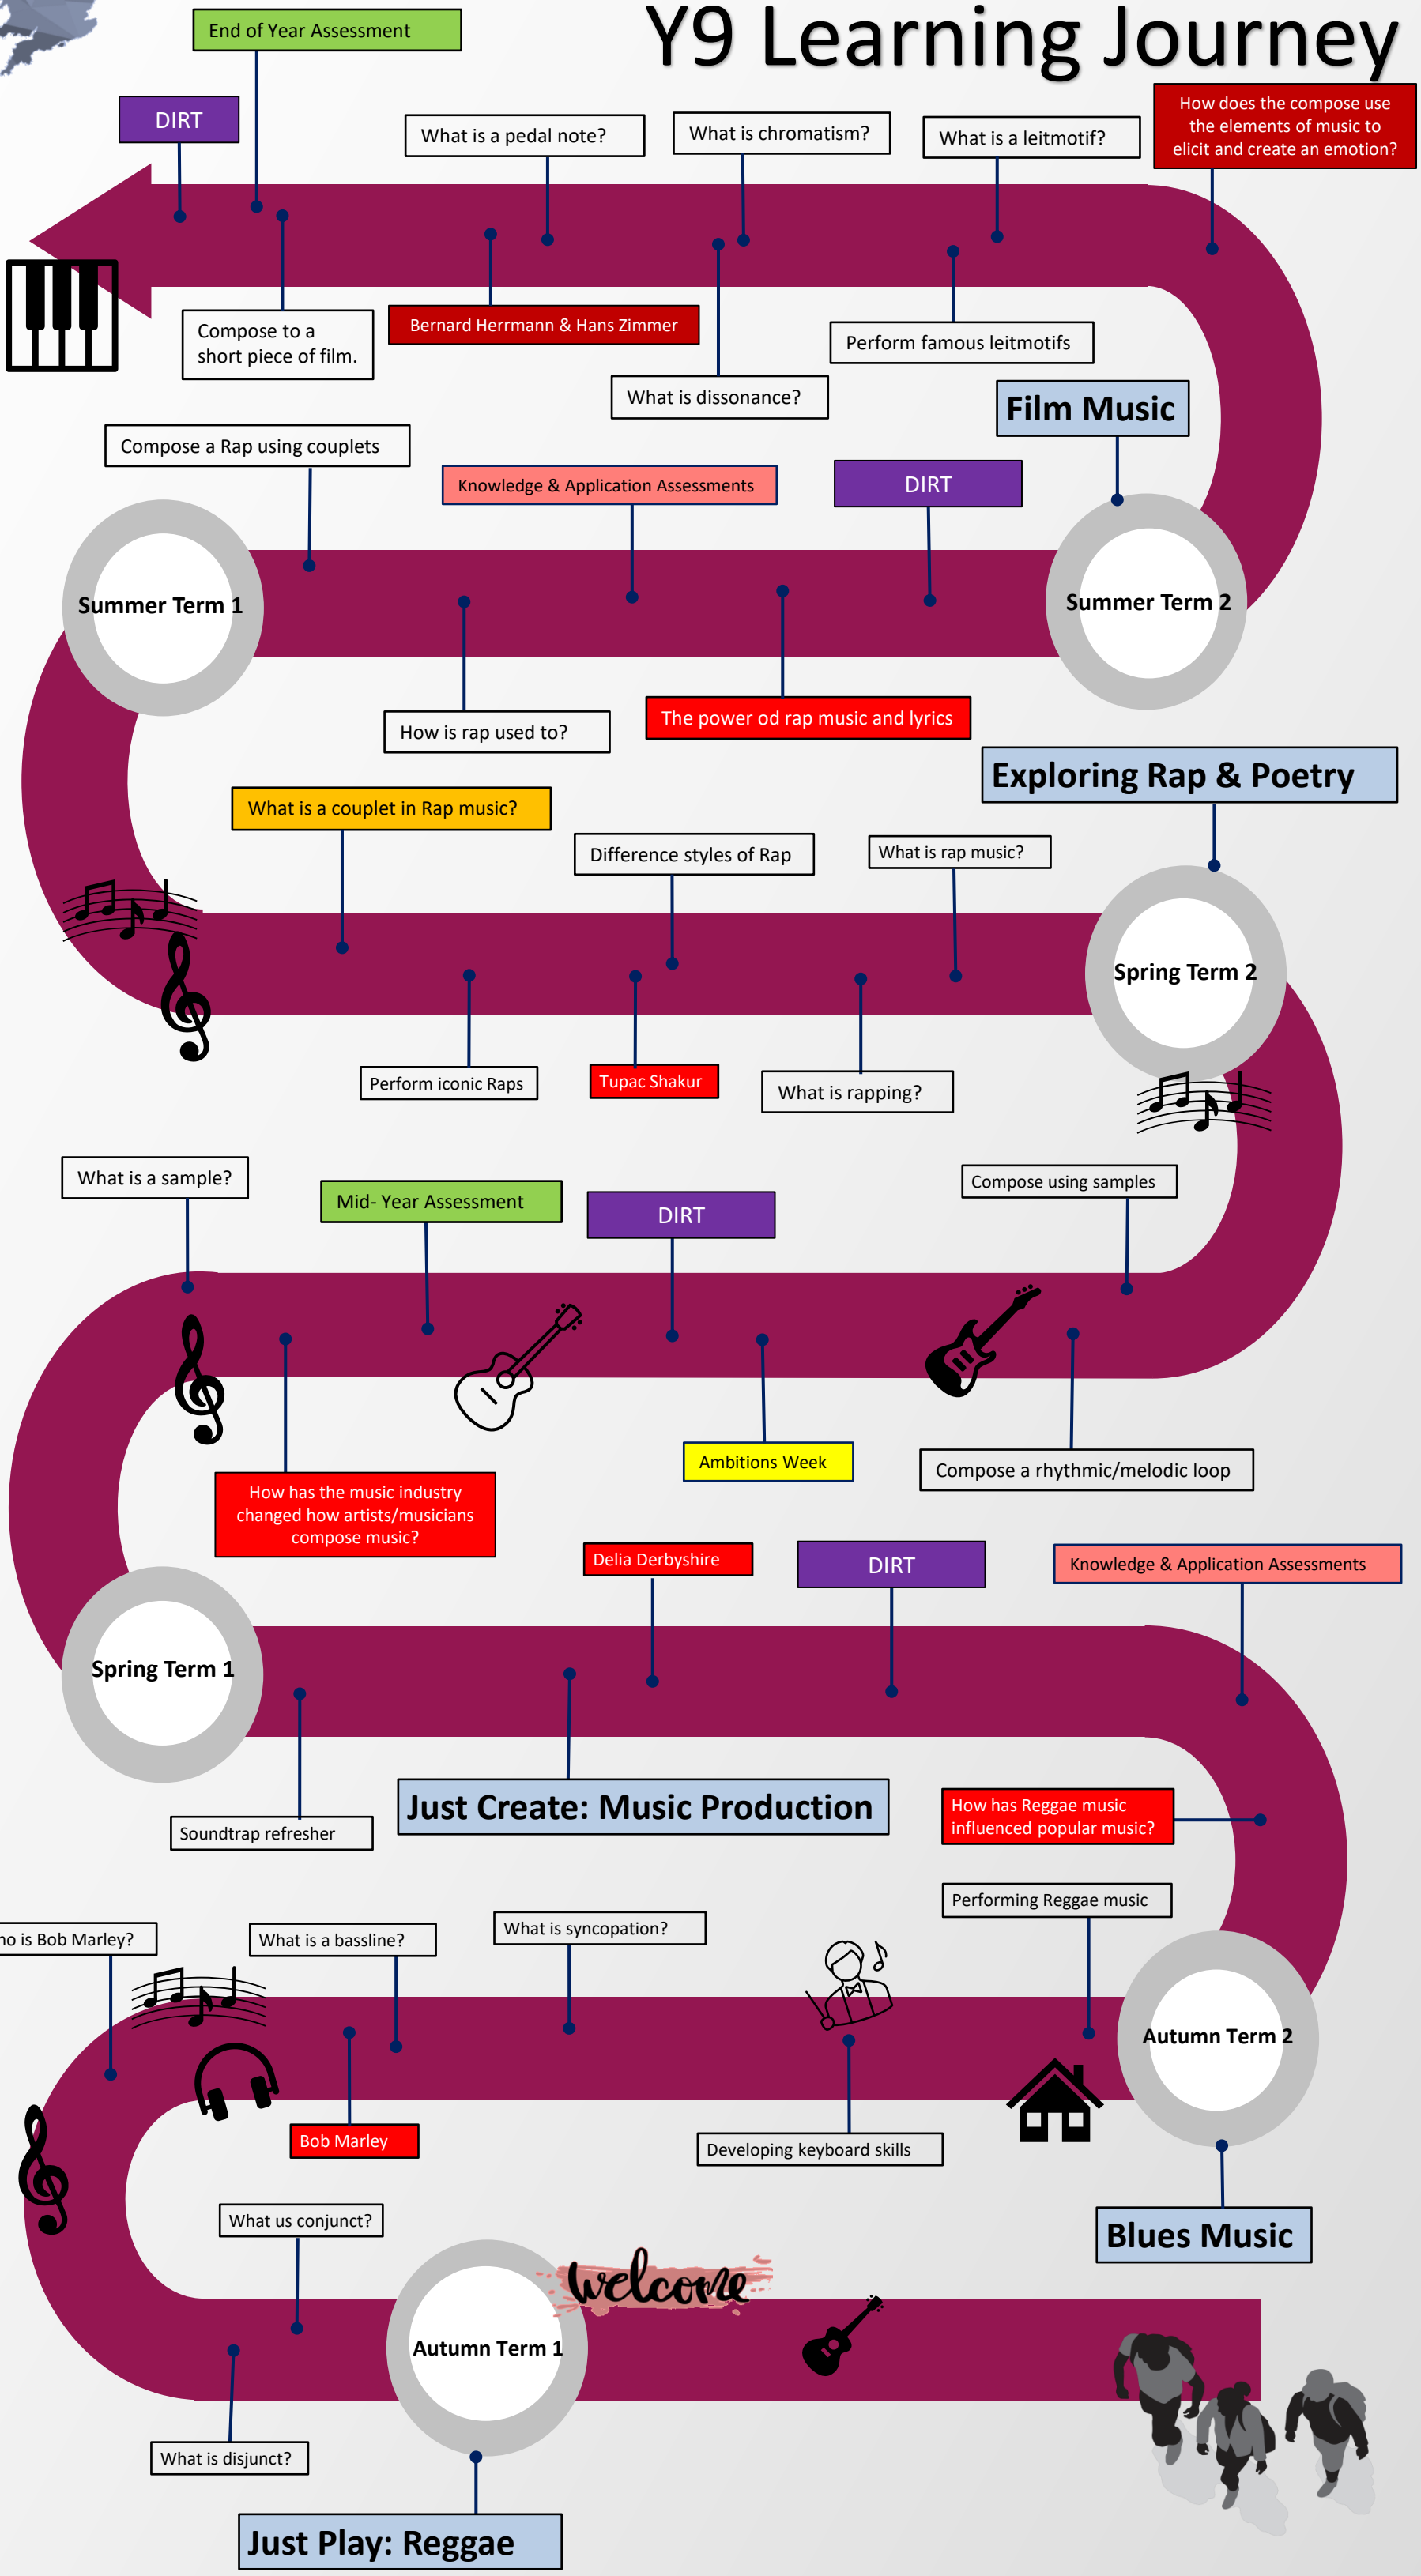 Y9 Learning Journey
End of Year Assessment
DIRT
What is a pedal note?
What is chromatism?
What is a leitmotif?
How does the compose use
the elements of music to
elicit and create an emotion?
Compose to a
short piece of film.
Bernard Herrmann & Hans Zimmer
Perform famous leitmotifs
What is dissonance?
Film Music
Compose a Rap using couplets
Knowledge & Application Assessments
DIRT
Summer Term 1
Summer Term 2
How is rap used to?
The power od rap music and lyrics
Exploring Rap & Poetry
What is a couplet in Rap music?
Difference styles of Rap
What is rap music?
Spring Term 2
Perform iconic Raps
Tupac Shakur
What is rapping?
What is a sample?
Mid- Year Assessment
DIRT
Compose using samples
Ambitions Week
Compose a rhythmic/melodic loop
How has the music industry
changed how artists/musicians
compose music?
Delia Derbyshire
DIRT
Knowledge & Application Assessments
Spring Term 1
Just Create: Music Production
How has Reggae music
influenced popular music?
Soundtrap refresher
Performing Reggae music
ho is Bob Marley?
What is a bassline?
What is syncopation?
Autumn Term 2
Bob Marley
Developing keyboard skills
What us conjunct?
Blues Music
welcome
Autumn Term 1
What is disjunct?
Just Play: Reggae